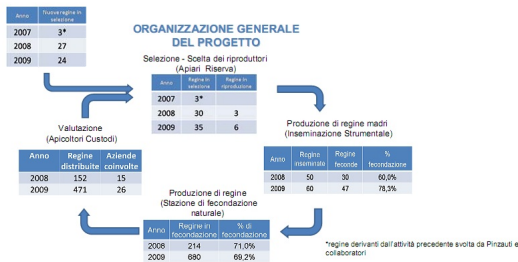 Anno Nuove regine in selezione
2007 3*
2008 27
2009 24
ORGANIZZAZIONE GENERALE
DEL PROGETTO
Selezione - Scelta dei riproduttori
(Apiari Riserva)
Anno Regine in selezione Regine in riproduzione
2007 3*
2008 30 3
2009 35 6
Produzione di regine madri
(Inseminazione Strumentale)
Anno Regine inseminate Regine feconde % fecondazione
2008 50 30 60,0%
2009 60 47 78,3%
Valutazione
(Apicoltori Custodi)
Anno Regine distribuite Aziende coinvolte
2008 152 15
2009 471 26
Produzione di regine
(Stazione di fecondazione
naturale)
Anno Regine in fecondazione % di fecondazione
2008 214 71,0%
2009 680 69,2%
*regine derivanti dall'attività precedente svolta da Pinzauti e
collaboratori